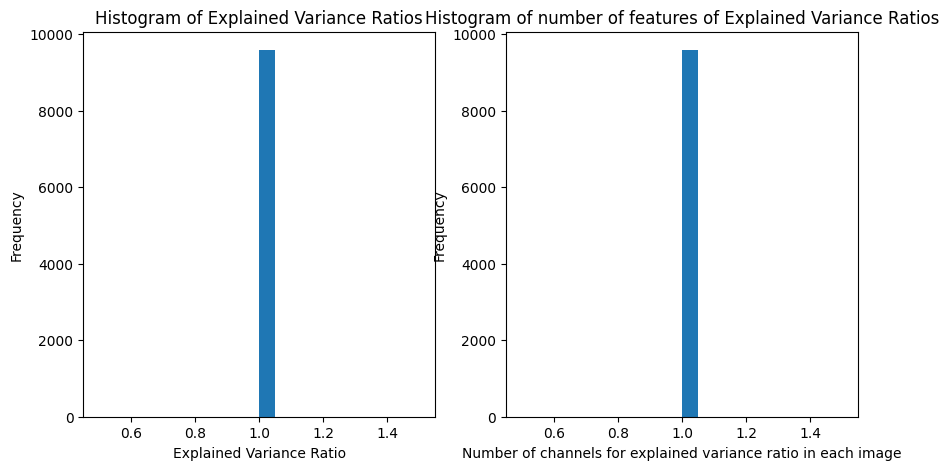 Histogram of Explained Variance Ratios
10000
8000
6000
4000
2000
0
Frequency
0.6 0.8 1.0 1.2 1.4
Explained Variance Ratio
Histogram of number of features of Explained Variance Ratios
10000
8000
6000
4000
2000
0
Frequency
0.6 0.8 1.0 1.2 1.4
Number of channels for explained variance ratio in each image